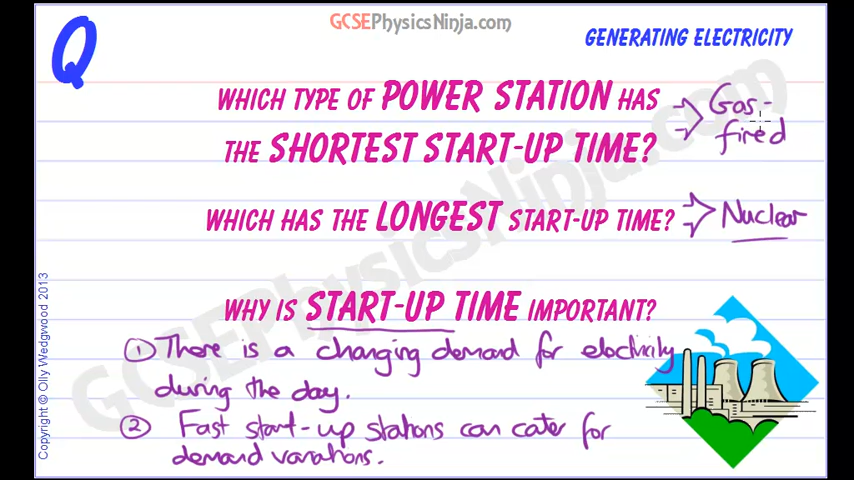 GCSEPhysicsNinja.com
Q
GENERATING ELECTRICITY
WHICH TYPE OF POWER STATION HAS
THE SHORTEST START-UP TIME?
Gas-
fired
WHICH HAS THE LONGEST START-UP TIME?
Nuclear
WHY IS START-UP TIME IMPORTANT?
① There is a changing demand for electricity
during the day.
② Fast start-up stations can cater for
demand variations.
Copyright © Olly Wedgwood 2013
GCSEPhysicsNinja.com